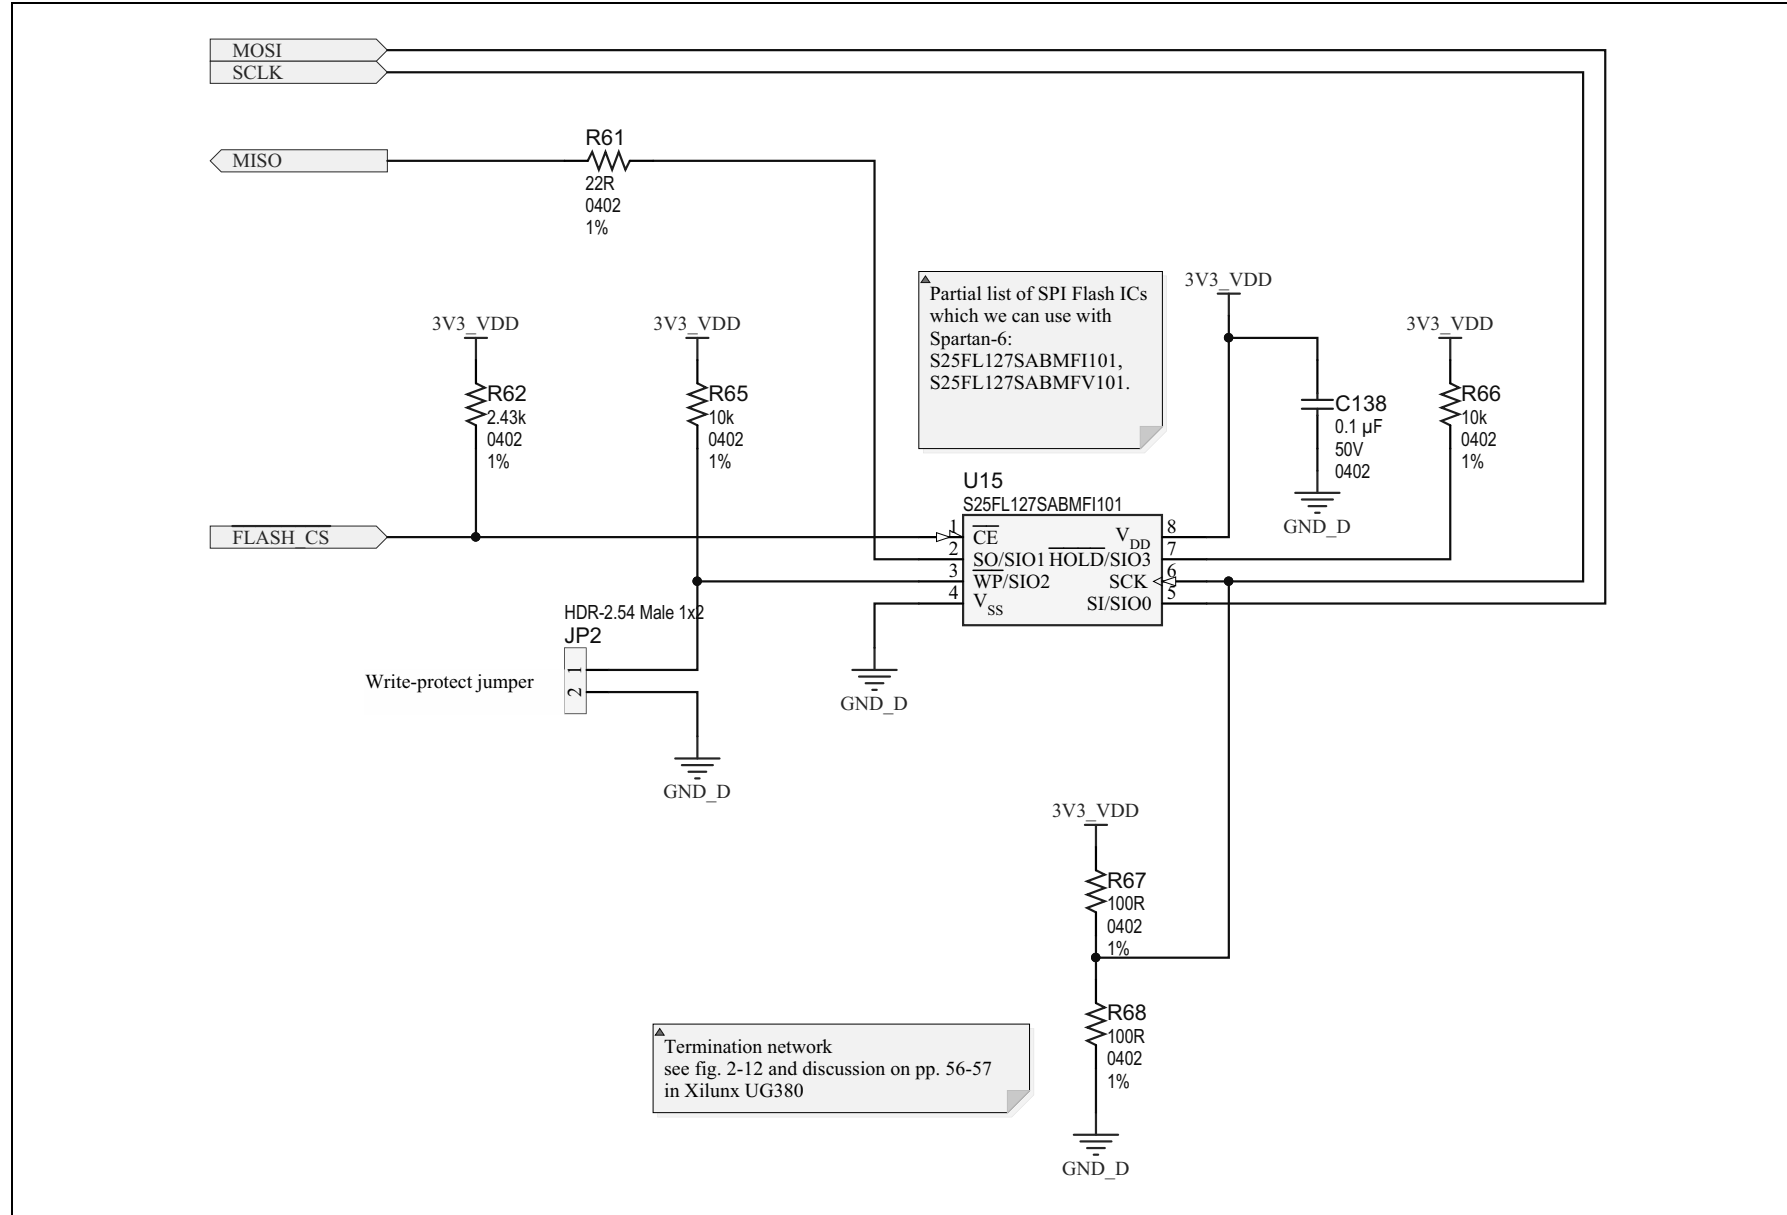 MOSI
SCLK
MISO
R61
22R
0402
1%
3V3_VDD
R62
2.43k
0402
1%
3V3_VDD
R65
10k
0402
1%
Partial list of SPI Flash ICs
which we can use with
Spartan-6:
S25FL127SABMFI101,
S25FL127SABMFV101.
3V3_VDD
C138
0.1 µF
50V
0402
GND_D
3V3_VDD
R66
10k
0402
1%
FLASH_CS
U15
S25FL127SABMFI101
1 CE VDD 8
2 SO/SIO1 HOLD/SIO3 7
3 WP/SIO2 SCK 6
4 VSS SI/SIO0 5
HDR-2.54 Male 1x2
JP2
1
2
Write-protect jumper
GND_D
GND_D
3V3_VDD
R67
100R
0402
1%
R68
100R
0402
1%
GND_D
Termination network
see fig. 2-12 and discussion on pp. 56-57
in Xilunx UG380